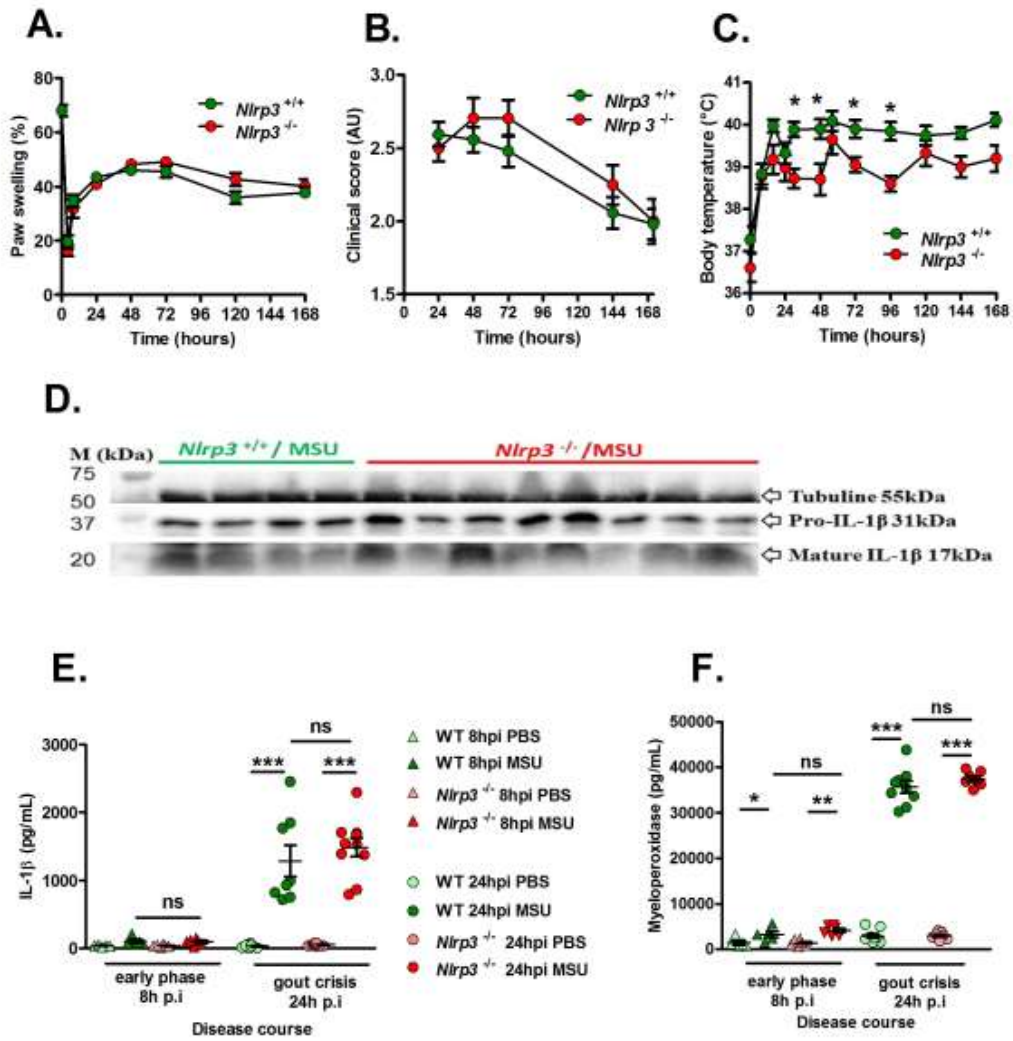 A.
Paw swelling (%)
80
60
40
20
0
Nlrp3 +/+
Nlrp3 -/-
0 24 48 72 96 120 144 168
Time (hours)
B.
Clinical score (AU)
3.0
2.5
2.0
1.5
Nlrp3 +/+
Nlrp 3 -/-
24 48 72 96 120 144 168
Time (hours)
C.
Body temperature (°C)
41
40
39
38
37
36
* * * *
Nlrp3 +/+
Nlrp3 -/-
0 24 48 72 96 120 144 168
Time (hours)
D.
M (kDa)
Nlrp3 +/+ / MSU
Nlrp3 -/- /MSU
75
50
37
20
Tubuline 55kDa
Pro-IL-1β 31kDa
Mature IL-1β 17kDa
E.
IL-1β (pg/mL)
3000
2000
1000
0
ns
*** ***
ns
early phase
8h p.i
gout crisis
24h p.i
Disease course
WT 8hpi PBS
WT 8hpi MSU
Nlrp3 -/- 8hpi PBS
Nlrp3 -/- 8hpi MSU
WT 24hpi PBS
WT 24hpi MSU
Nlrp3 -/- 24hpi PBS
Nlrp3 -/- 24hpi MSU
F.
Myeloperoxidase (pg/mL)
50000
40000
30000
20000
10000
0
ns
*** ***
ns
* **
early phase
8h p.i
gout crisis
24h p.i
Disease course